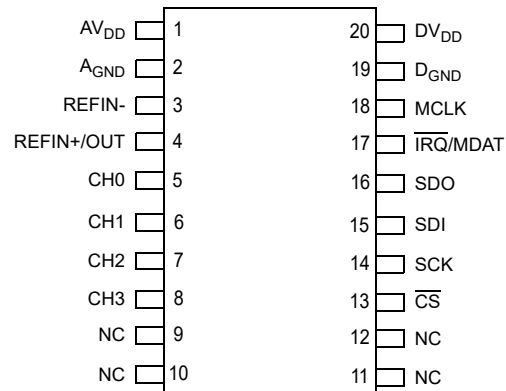 AVDD 1 20 DVDD
AGND 2 19 DGND
REFIN- 3 18 MCLK
REFIN+/OUT 4 17 IRQ/MDAT
CH0 5 16 SDO
CH1 6 15 SDI
CH2 7 14 SCK
CH3 8 13 CS
NC 9 12 NC
NC 10 11 NC